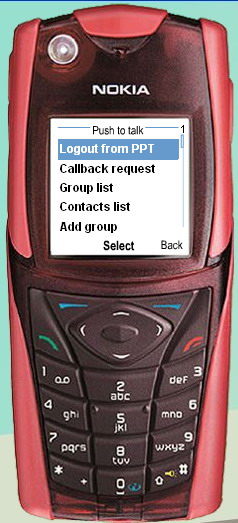 NOKIA
Push to talk 1
Logout from PPT
Callback request
Group list
Contacts list
Add group
Select Back
1 2 abc def 3
4 ghi 5 jkl mno 6
7 pqrs 8 tuv wxyz 9
* + 0 #